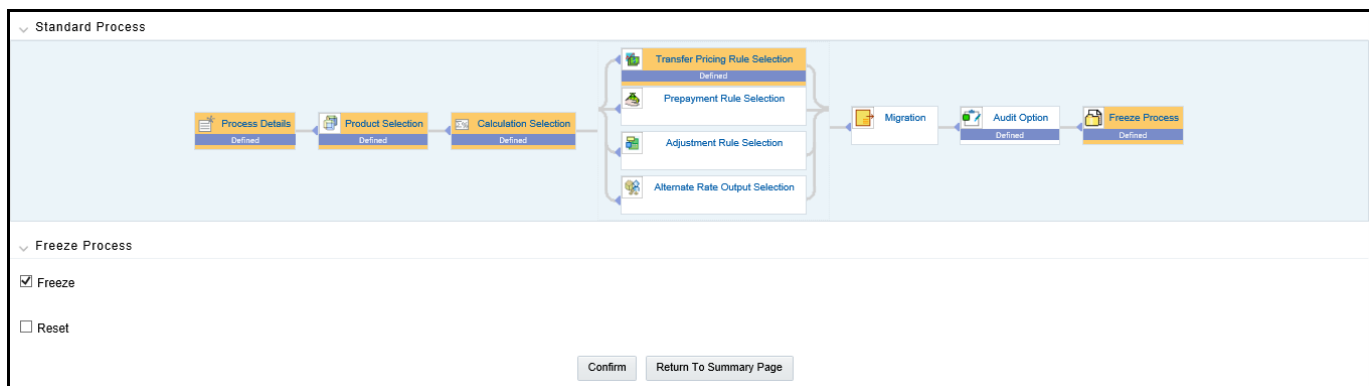 Standard Process
Transfer Pricing Rule Selection
Defined
Prepayment Rule Selection
Process Details
Defined
Product Selection
Defined
Calculation Selection
Defined
Adjustment Rule Selection
Alternate Rate Output Selection
Migration
Audit Option
Defined
Freeze Process
Defined
Freeze Process
Freeze
Reset
Confirm
Return To Summary Page